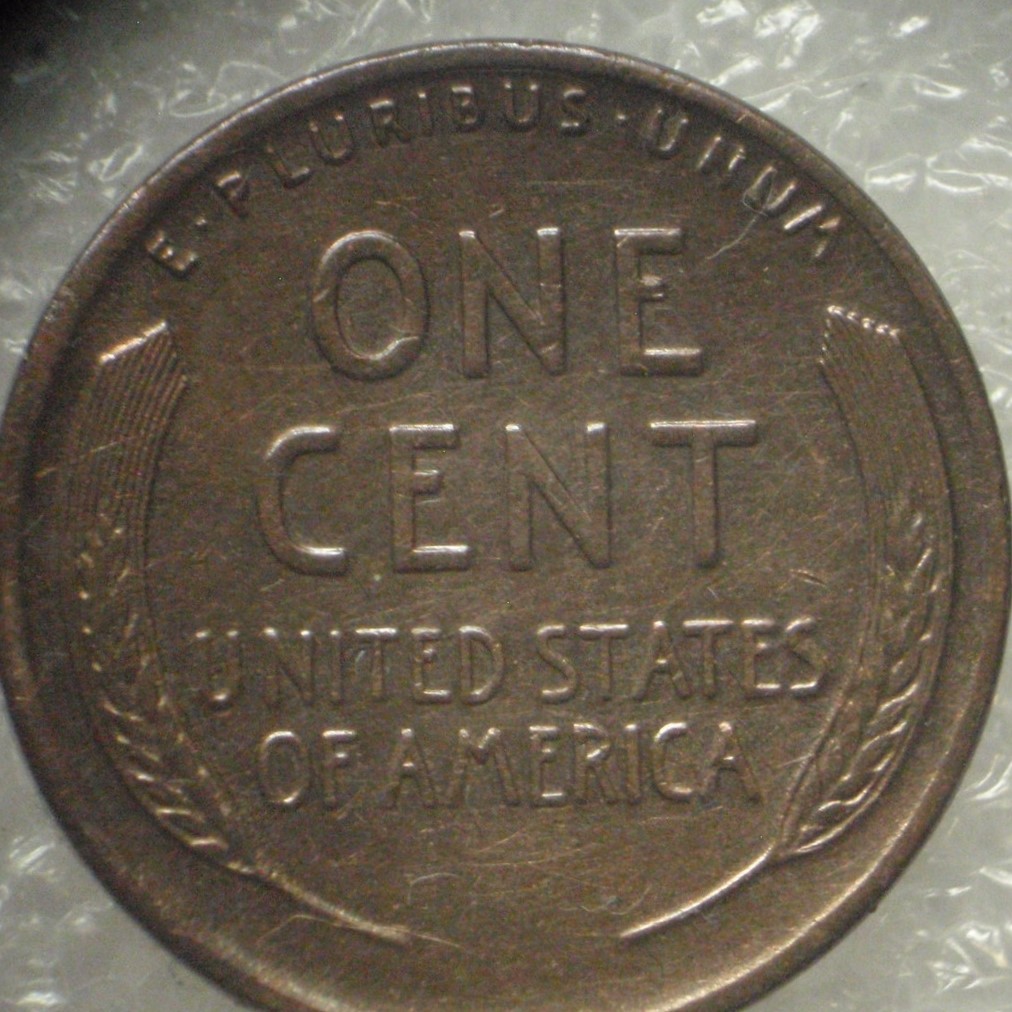 E·PLURIBUS·UNUM
ONE
CENT
UNITED STATES
OF AMERICA